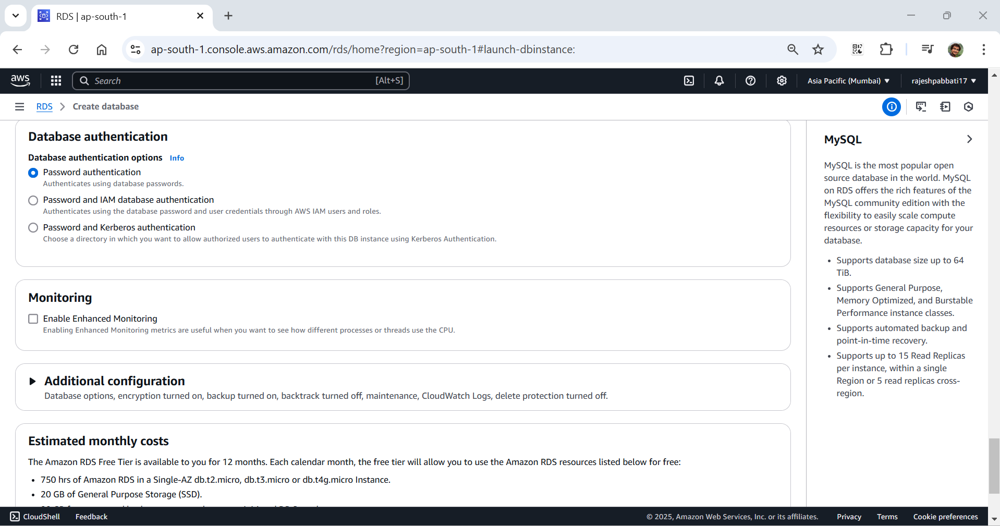 RDS | ap-south-1
ap-south-1.console.aws.amazon.com/rds/home?region=ap-south-1#launch-dbinstance:
aws
Search
[Alt+S]
Asia Pacific (Mumbai)
rajeshpabbati17
RDS
Create database
Database authentication
Database authentication options Info
Password authentication
Authenticates using database passwords.
Password and IAM database authentication
Authenticates using the database password and user credentials through AWS IAM users and roles.
Password and Kerberos authentication
Choose a directory in which you want to allow authorized users to authenticate with this DB instance using Kerberos Authentication.
Monitoring
Enable Enhanced Monitoring
Enabling Enhanced Monitoring metrics are useful when you want to see how different processes or threads use the CPU.
Additional configuration
Database options, encryption turned on, backup turned on, backtrack turned off, maintenance, CloudWatch Logs, delete protection turned off.
Estimated monthly costs
The Amazon RDS Free Tier is available to you for 12 months. Each calendar month, the free tier will allow you to use the Amazon RDS resources listed below for free:
• 750 hrs of Amazon RDS in a Single-AZ db.t2.micro, db.t3.micro or db.t4g.micro Instance.
• 20 GB of General Purpose Storage (SSD).
MySQL
MySQL is the most popular open
source database in the world. MySQL
on RDS offers the rich features of the
MySQL community edition with the
flexibility to easily scale compute
resources or storage capacity for your
database.
• Supports database size up to 64
TiB.
• Supports General Purpose,
Memory Optimized, and Burstable
Performance instance classes.
• Supports automated backup and
point-in-time recovery.
• Supports up to 15 Read Replicas
per instance, within a single
Region or 5 read replicas cross-
region.
CloudShell
Feedback
© 2025, Amazon Web Services, Inc. or its affiliates.
Privacy
Terms
Cookie preferences